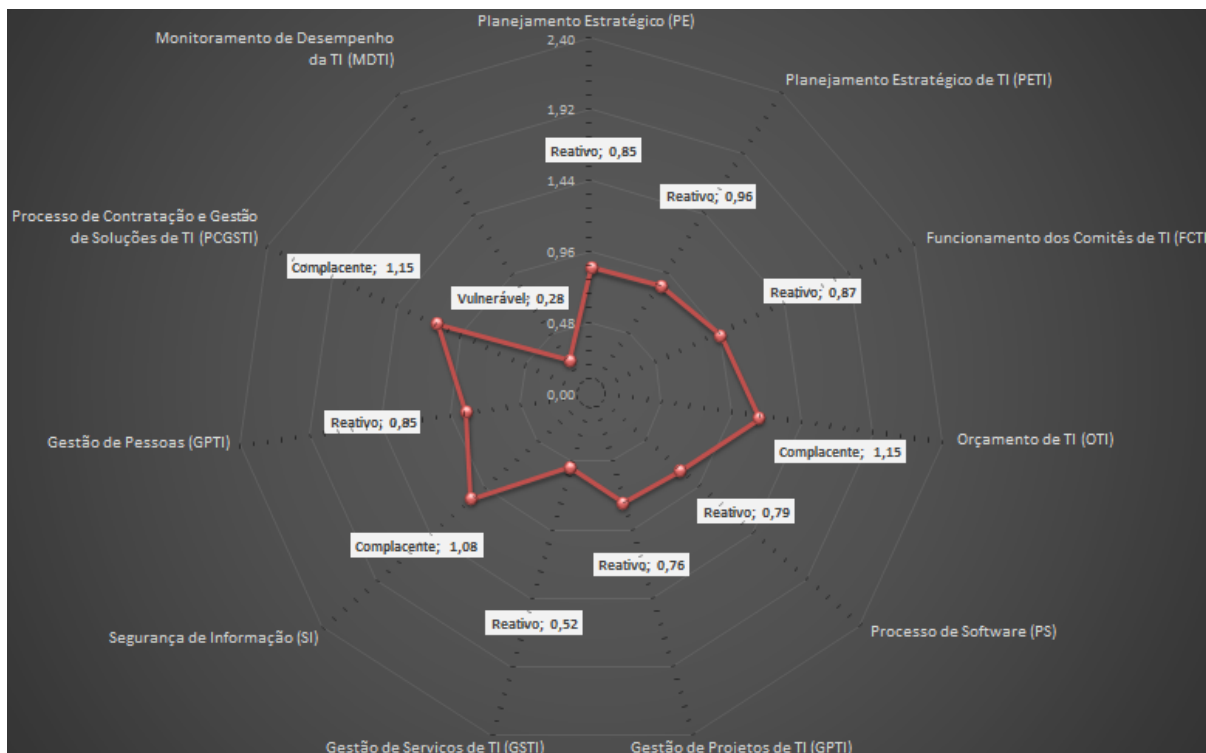 Planejamento Estratégico (PE)
Monitoramento de Desempenho
da TI (MDTI)
2,40
Planejamento Estratégico de TI (PETI)
1,92
Reativo; 0,85
1,44
Reativo; 0,96
Processo de Contratação e Gestão
de Soluções de TI (PCGSTI)
Funcionamento dos Comitês de TI (FCTI
0,96
Complacente; 1,15
Reativo; 0,87
Vulnerável; 0,28
0,48
0,00
Reativo; 0,85
Gestão de Pessoas (GPTI)
Orçamento de TI (OTI)
Complacente; 1,15
Reativo; 0,79
Complacente; 1,08
Reativo; 0,76
Reativo; 0,52
Segurança de Informação (SI)
Processo de Software (PS)
Gestão de Serviços de TI (GSTI)
Gestão de Projetos de TI (GPTI)